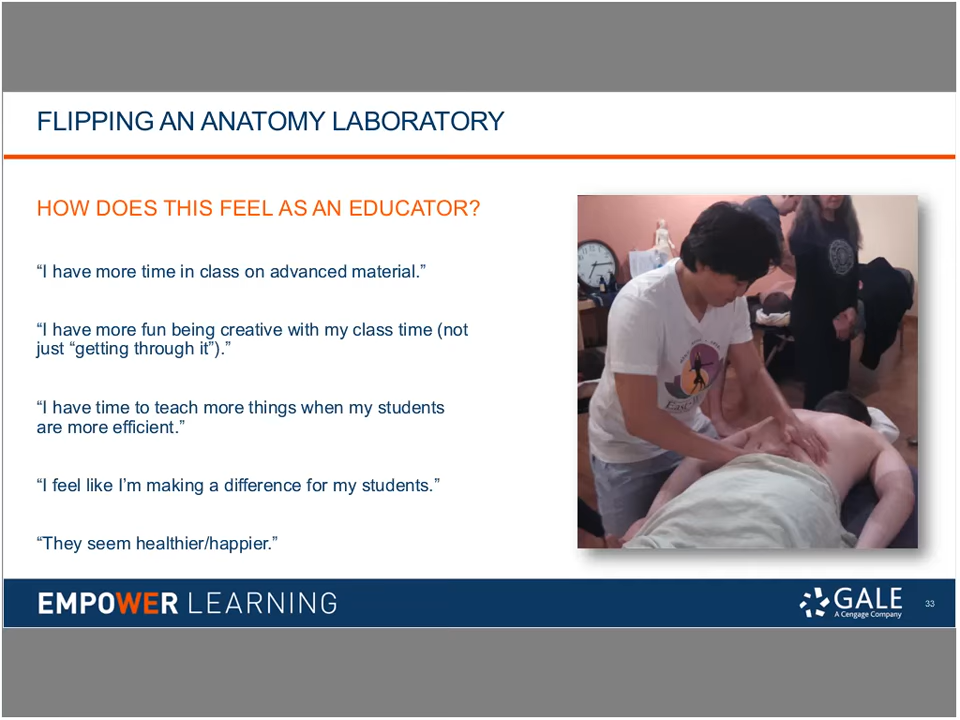 FLIPPING AN ANATOMY LABORATORY
HOW DOES THIS FEEL AS AN EDUCATOR?
“I have more time in class on advanced material.”
“I have more fun being creative with my class time (not
just “getting through it”).”
“I have time to teach more things when my students
are more efficient.”
“I feel like I’m making a difference for my students.”
“They seem healthier/happier.”
EMPOWER LEARNING
GALE
A Cengage Company
33